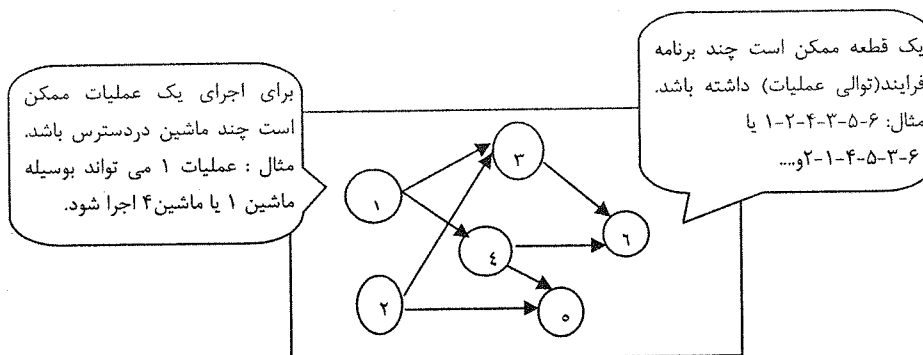 یک قطعه ممکن است چند برنامه
فرایند(توالی عملیات) داشته باشد.
مثال: ۶-۵-۳-۴-۲-۱ یا
۶-۳-۵-۴-۱-۲و....
برای اجرای یک عملیات ممکن
است چند ماشین دردسترس باشد.
مثال : عملیات ۱ می تواند بوسیله
ماشین ۱ یا ماشین۴ اجرا شود.
۳
۱
۶
٤
۲
۵